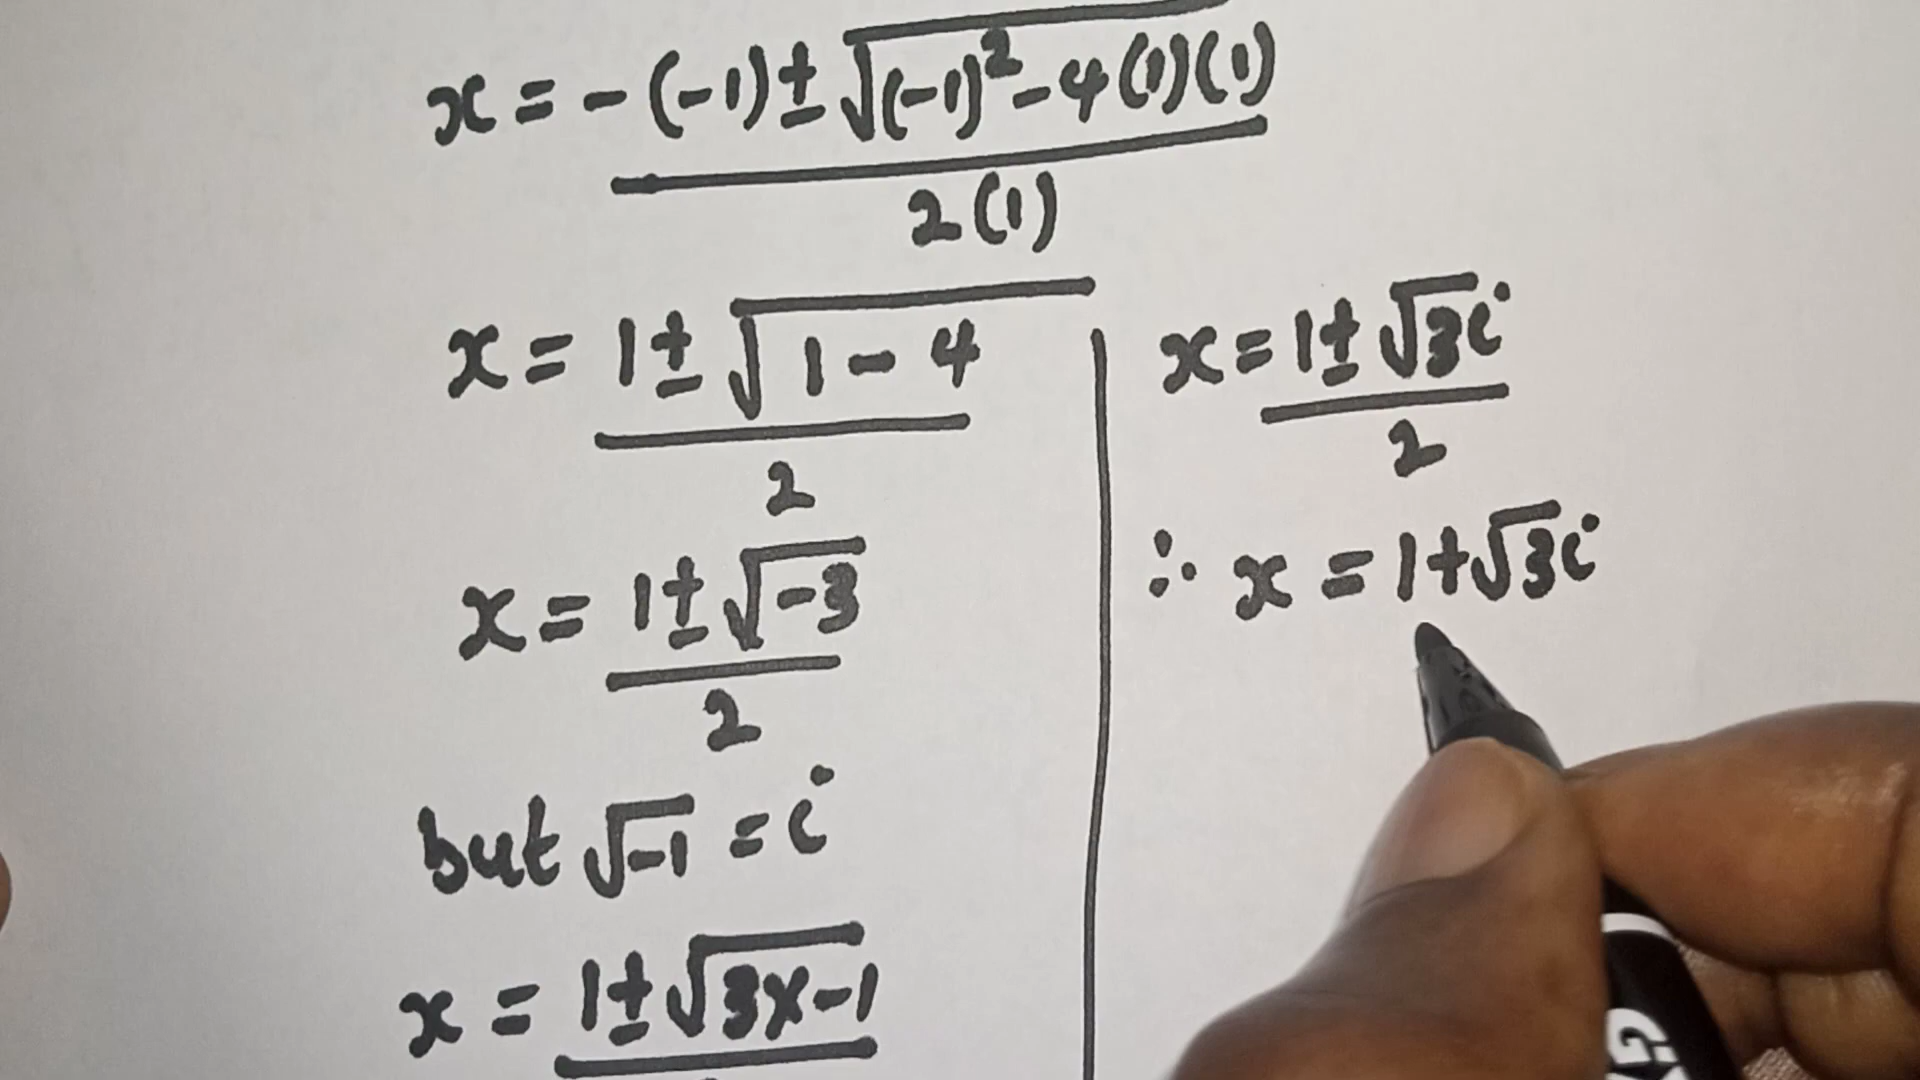 x = -(-1) ± √(-1)² - 4(1)(1)
2(1)
x = 1 ± √1 - 4
2
x = 1 ± √-3
2
but √-1 = i
x = 1 ± √3x-1
x = 1 ± √3i
2
∴ x = 1 + √3i